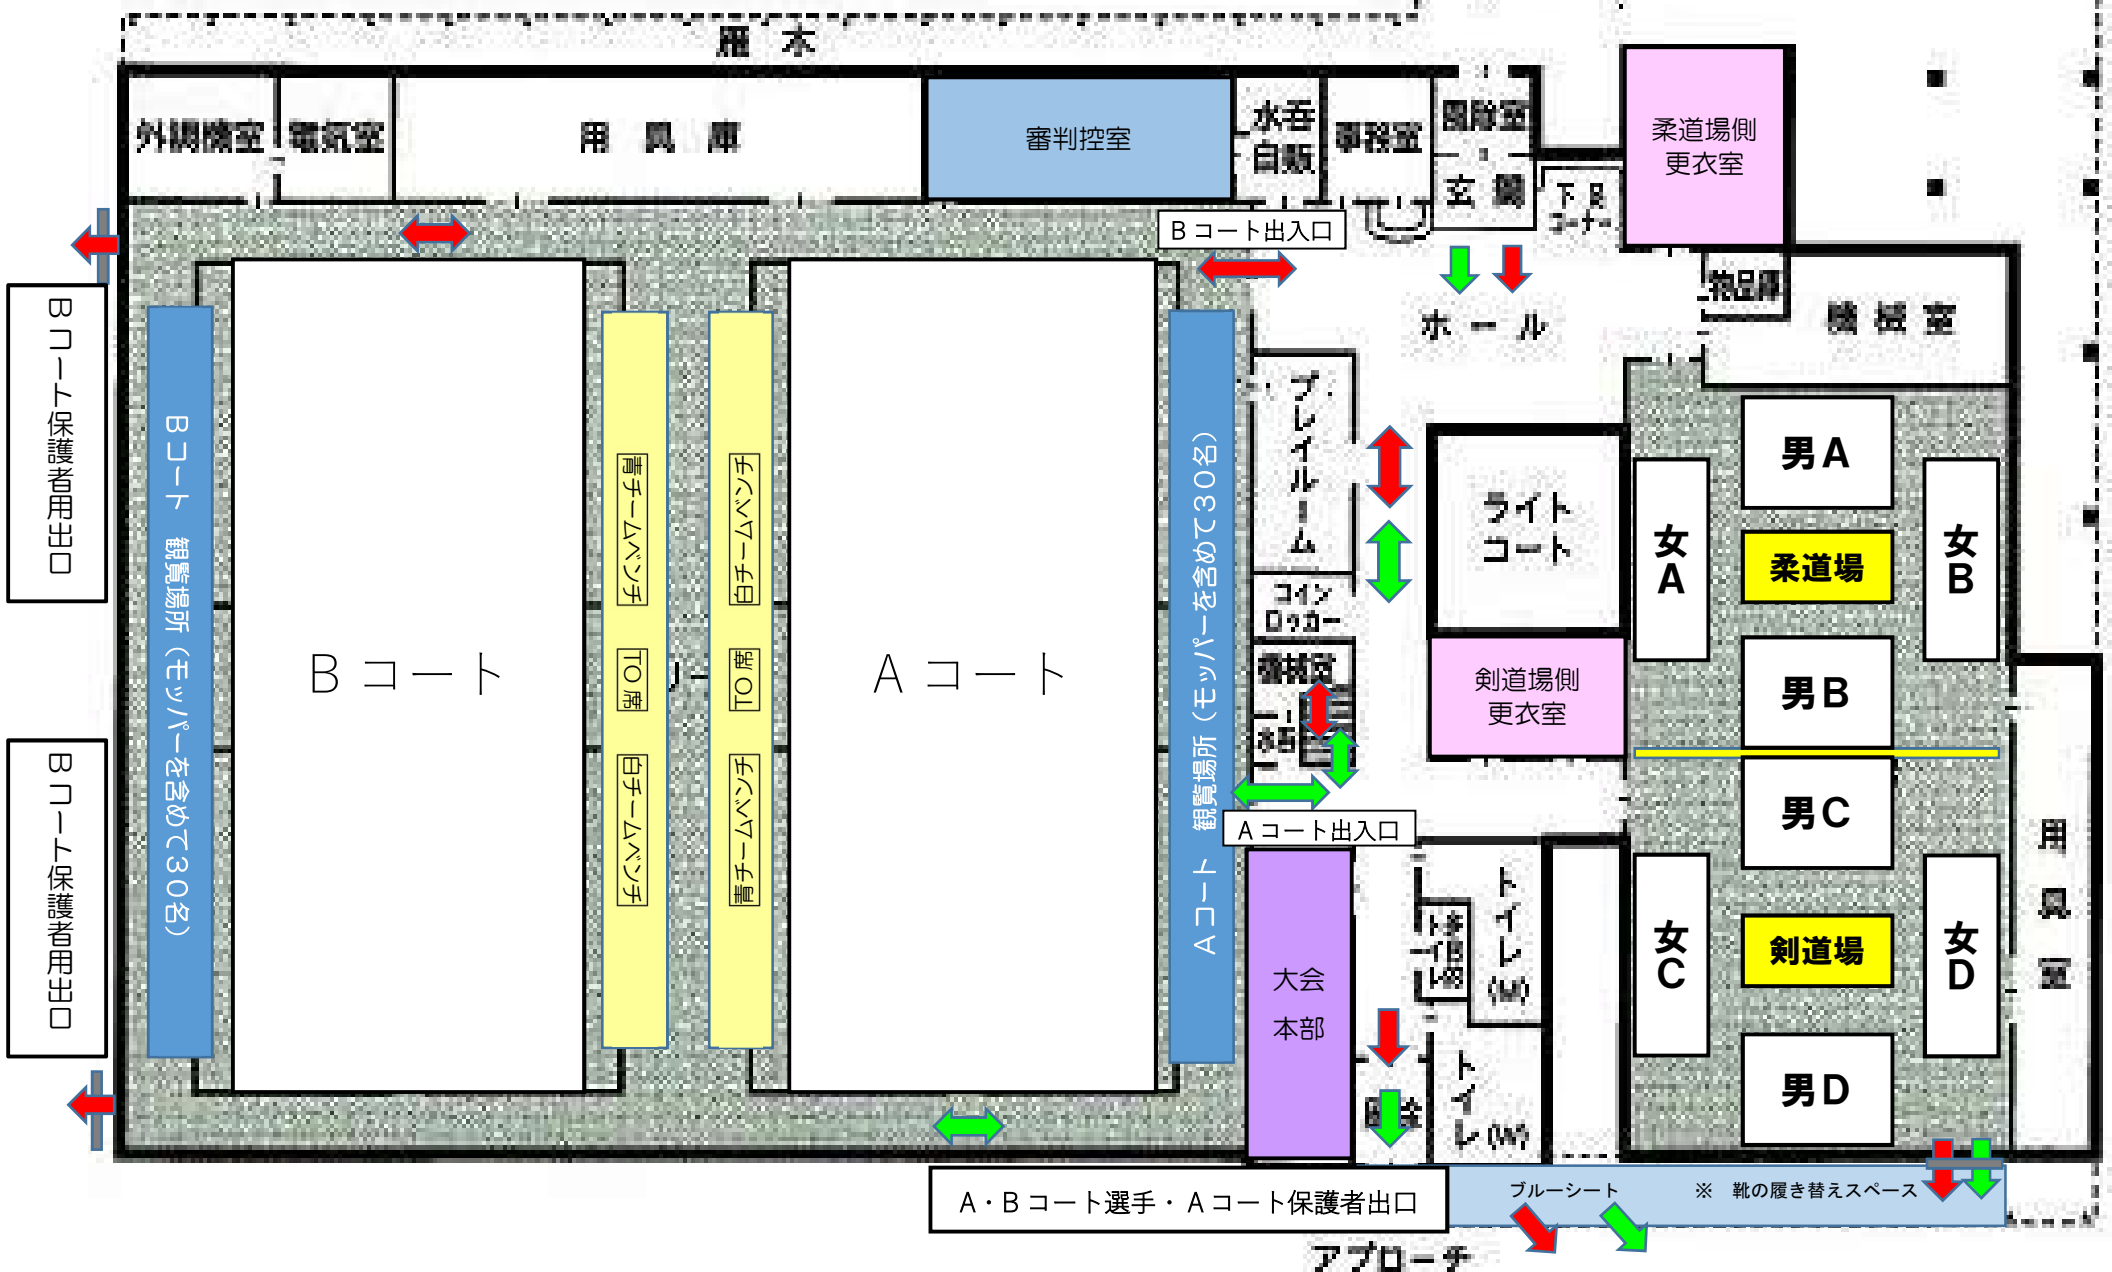 外調機室
電気室
用具庫
審判控室
水呑
自販
事務室
風除室
玄関
下足
コーナー
柔道場側
更衣室
Bコート出入口
ホール
物品庫
機械室
Bコート保護者用出口
Bコート保護者用出口
Bコート 観覧場所（モッパーを含めて30名）
Bコート
青チームベンチ
TO席
白チームベンチ
白チームベンチ
TO席
青チームベンチ
Aコート
Aコート 観覧場所（モッパーを含めて30名）
プレイルーム
コイン
ロッカー
機械室
ライト
コート
剣道場側
更衣室
Aコート出入口
大会
本部
トイレ(M)
トイレ(W)
男A
女A
柔道場
女B
男B
男C
女C
剣道場
女D
男D
用具室
A・Bコート選手・Aコート保護者出口
ブルーシート ※ 靴の履き替えスペース
アプローチ